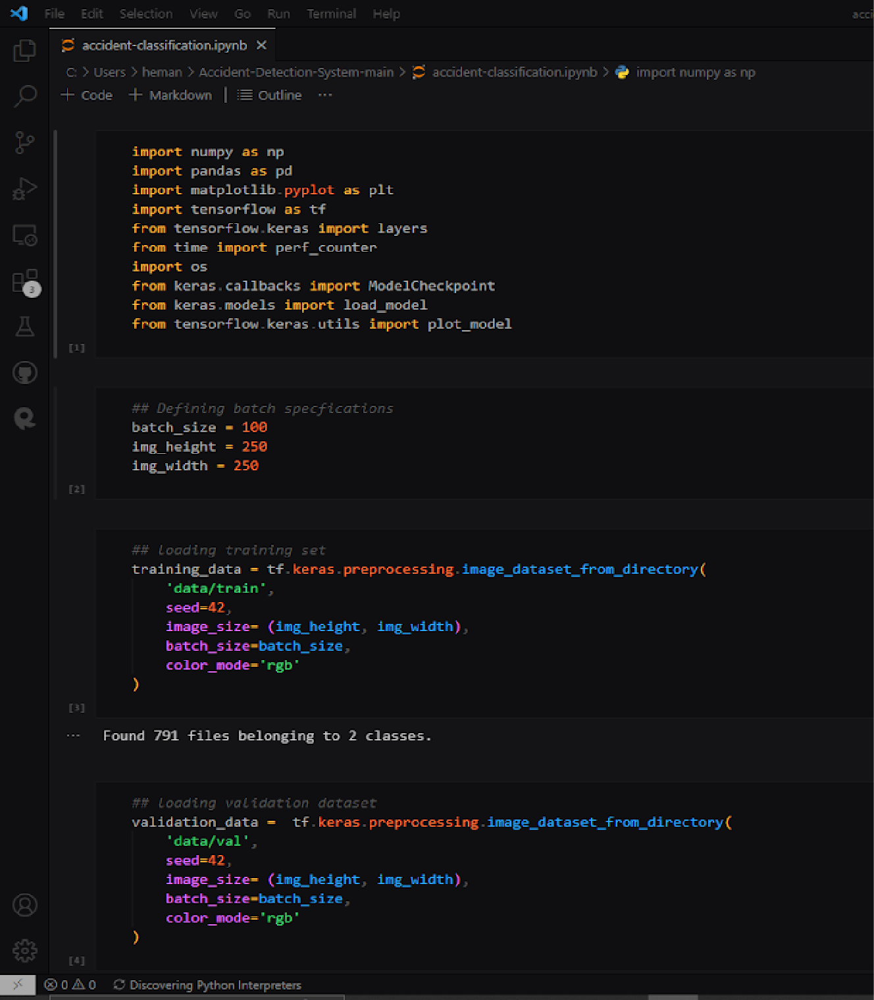 File Edit Selection View Go Run Terminal Help acci
accident-classification.ipynb
C: > Users > heman > Accident-Detection-System-main > accident-classification.ipynb > import numpy as np
+ Code + Markdown | Outline ...
import numpy as np
import pandas as pd
import matplotlib.pyplot as plt
import tensorflow as tf
from tensorflow.keras import layers
from time import perf_counter
import os
from keras.callbacks import ModelCheckpoint
3
from keras.models import load_model
from tensorflow.keras.utils import plot_model
[1]
## Defining batch specfications
batch_size = 100
img_height = 250
img_width = 250
[2]
## loading training set
training_data = tf.keras.preprocessing.image_dataset_from_directory(
'data/train',
seed=42,
image_size= (img_height, img_width),
batch_size=batch_size,
color_mode='rgb'
)
[3]
... Found 791 files belonging to 2 classes.
## loading validation dataset
validation_data =  tf.keras.preprocessing.image_dataset_from_directory(
'data/val',
seed=42,
image_size= (img_height, img_width),
batch_size=batch_size,
color_mode='rgb'
)
[4]
0 0 Discovering Python Interpreters